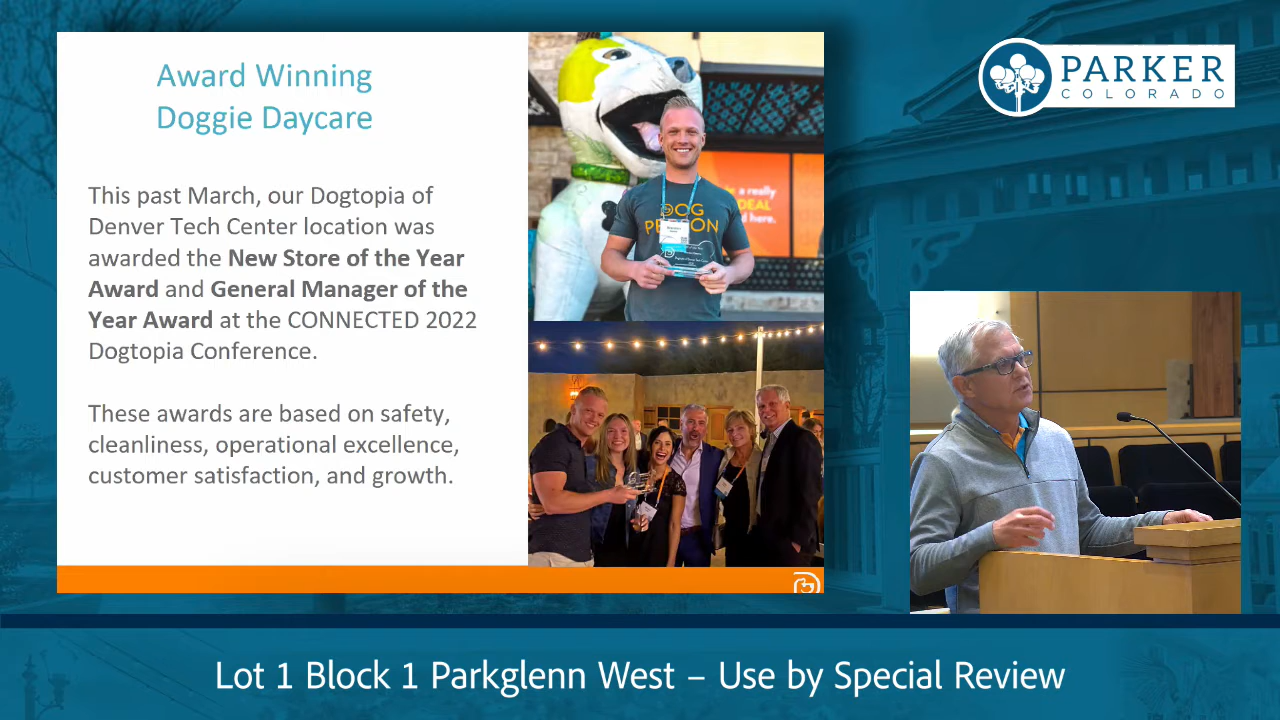 Award Winning
Doggie Daycare
This past March, our Dogtopia of
Denver Tech Center location was
awarded the New Store of the Year
Award and General Manager of the
Year Award at the CONNECTED 2022
Dogtopia Conference.
These awards are based on safety,
cleanliness, operational excellence,
customer satisfaction, and growth.
a really
DEAL
here.
DOG
PERSON
PARKER
COLORADO
Lot 1 Block 1 Parkglenn West – Use by Special Review